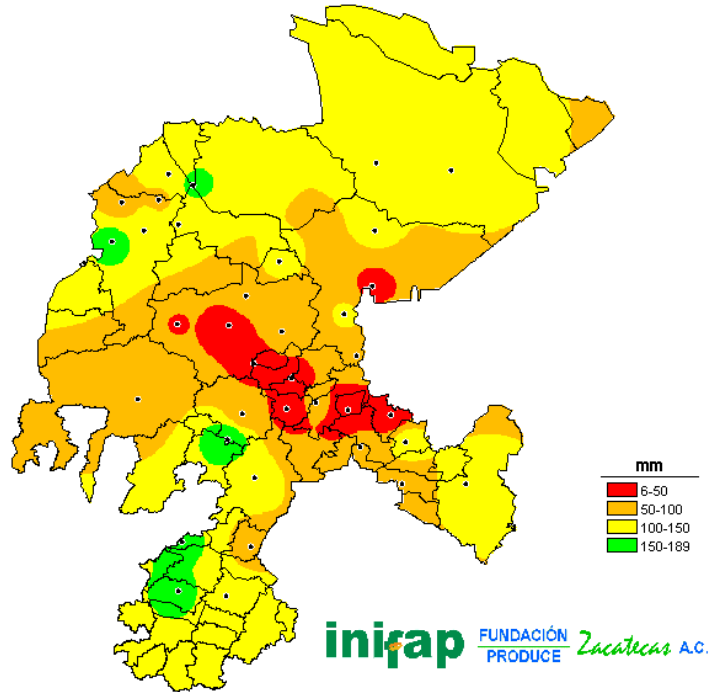 mm
6-50
50-100
100-150
150-189
inifap
FUNDACIÓN
PRODUCE
Zacatecas A.C.